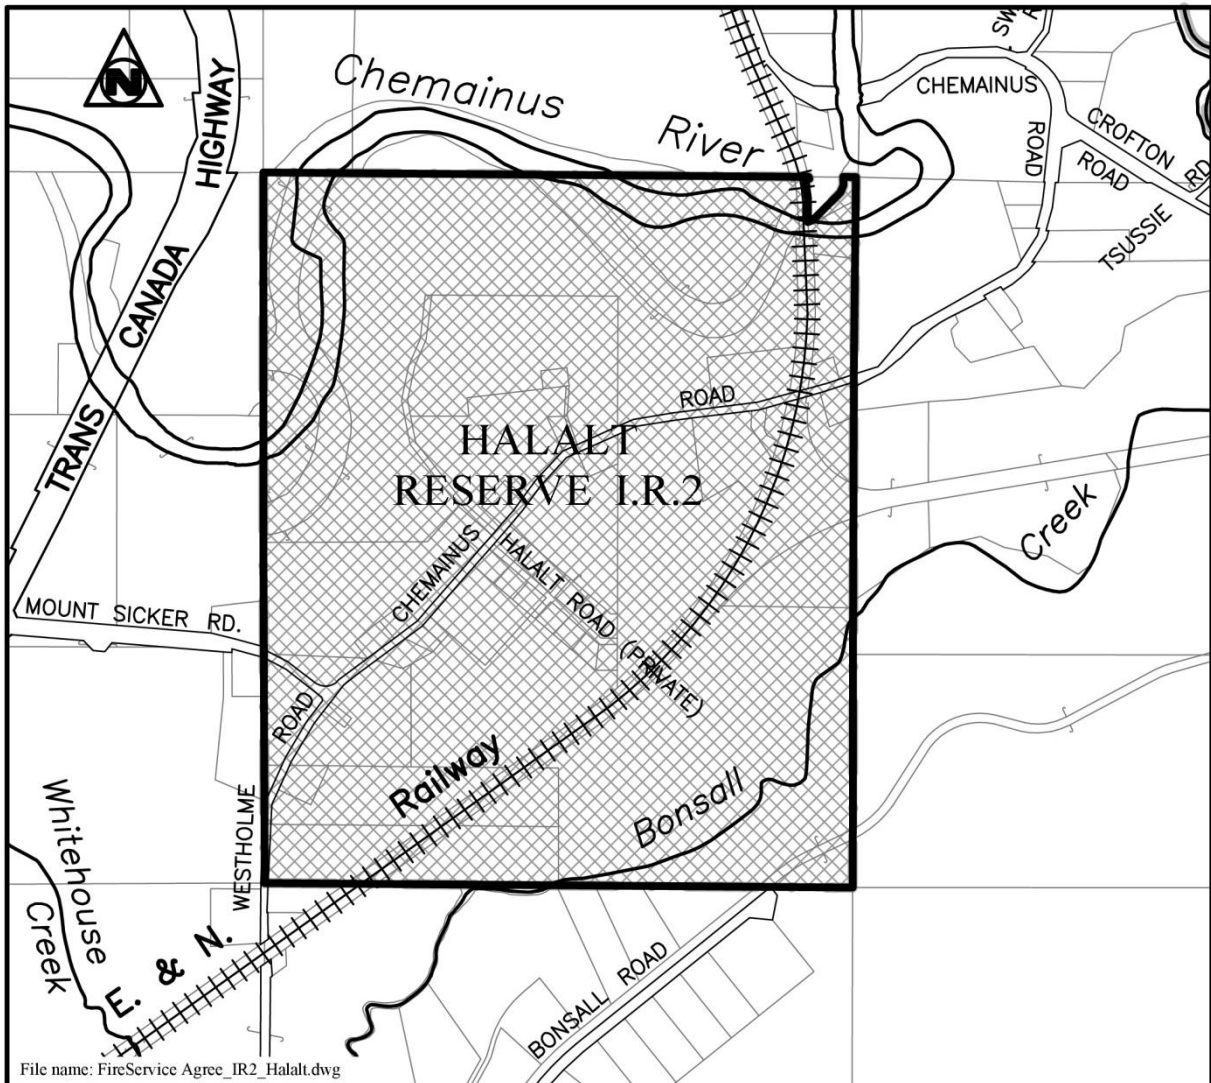 N
Chemainus
River
TRANS CANADA HIGHWAY
SW
R
CHEMAINUS
ROAD
CROFTON
ROAD
RD
TSUSSIE
ROAD
HALALT
RESERVE I.R.2
CHEMAINUS
HALALT ROAD (PRIVATE)
Creek
MOUNT SICKER RD.
ROAD
Railway
Bonsall
WESTHOLME
Whitehouse
Creek
E. & N.
BONSALL ROAD
File name: FireService Agree_IR2_Halalt.dwg